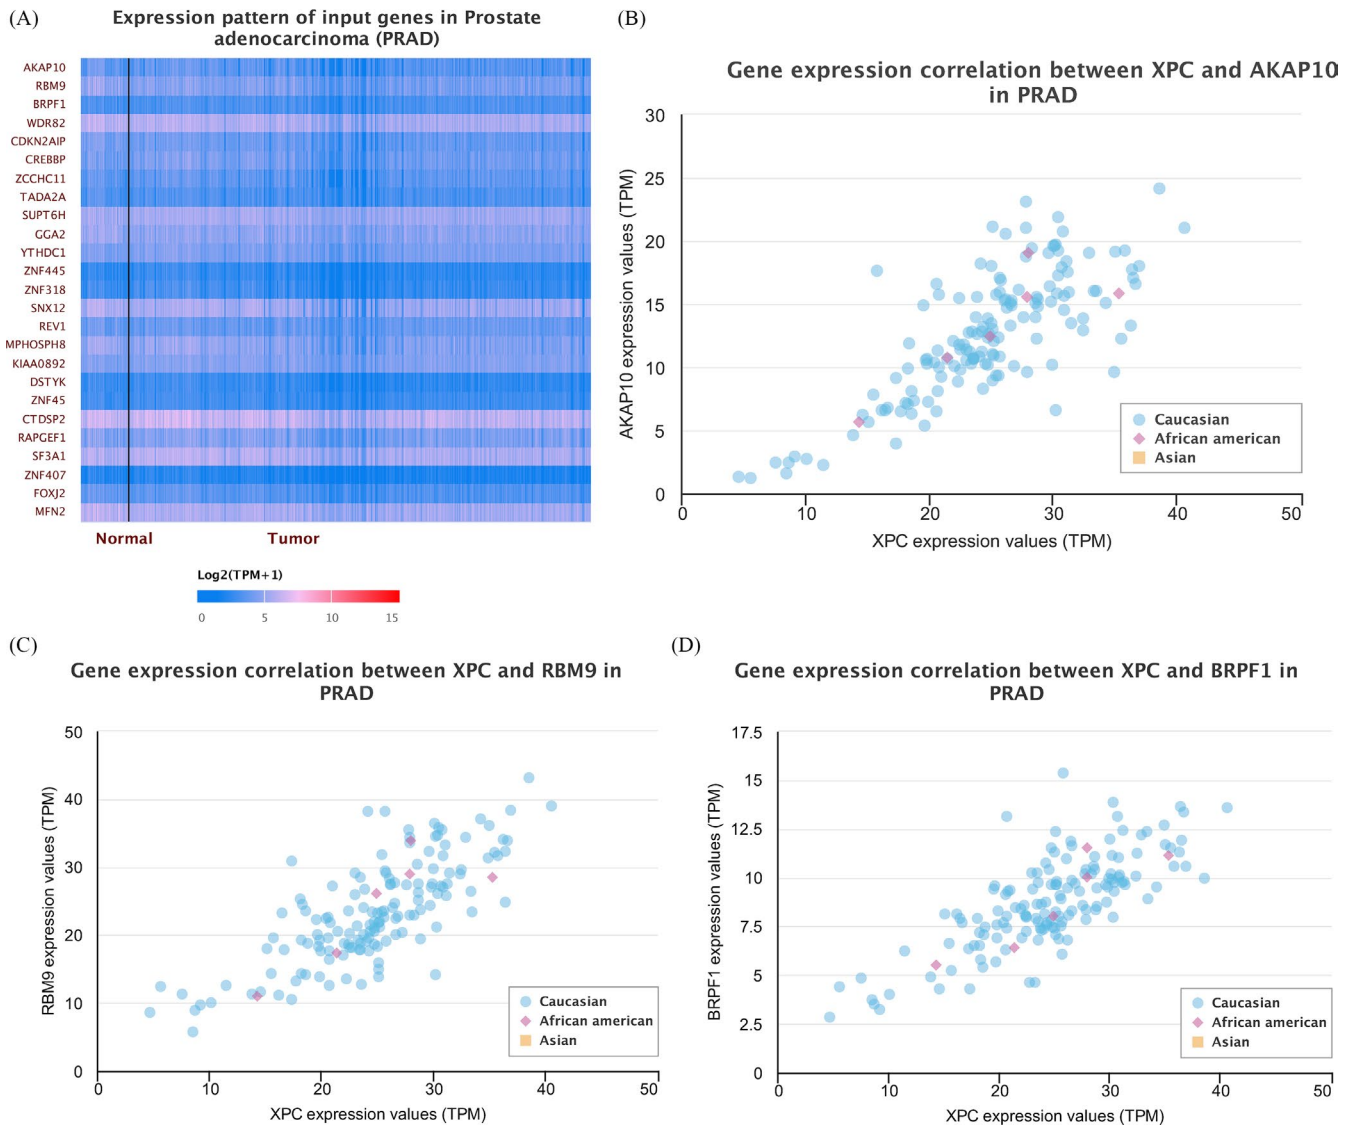 (A)
Expression pattern of input genes in Prostate
adenocarcinoma (PRAD)
AKAP10
RBM9
BRPF1
WDR82
CDKN2AIP
CREBBP
ZCCHC11
TADA2A
SUPT6H
GGA2
YTHDC1
ZNF445
ZNF318
SNX12
REV1
MPHOSPH8
KIAA0892
DSTYK
ZNF45
CTDSP2
RAPGEF1
SF3A1
ZNF407
FOXJ2
MFN2
Normal Tumor
Log2(TPM+1)
0 5 10 15
(B)
Gene expression correlation between XPC and AKAP10
in PRAD
AKAP10 expression values (TPM)
30
25
20
15
10
5
0
0 10 20 30 40 50
XPC expression values (TPM)
Caucasian
African american
Asian
(C)
Gene expression correlation between XPC and RBM9 in
PRAD
RBM9 expression values (TPM)
50
40
30
20
10
0
0 10 20 30 40 50
XPC expression values (TPM)
Caucasian
African american
Asian
(D)
Gene expression correlation between XPC and BRPF1 in
PRAD
BRPF1 expression values (TPM)
17.5
15
12.5
10
7.5
5
2.5
0
0 10 20 30 40 50
XPC expression values (TPM)
Caucasian
African american
Asian